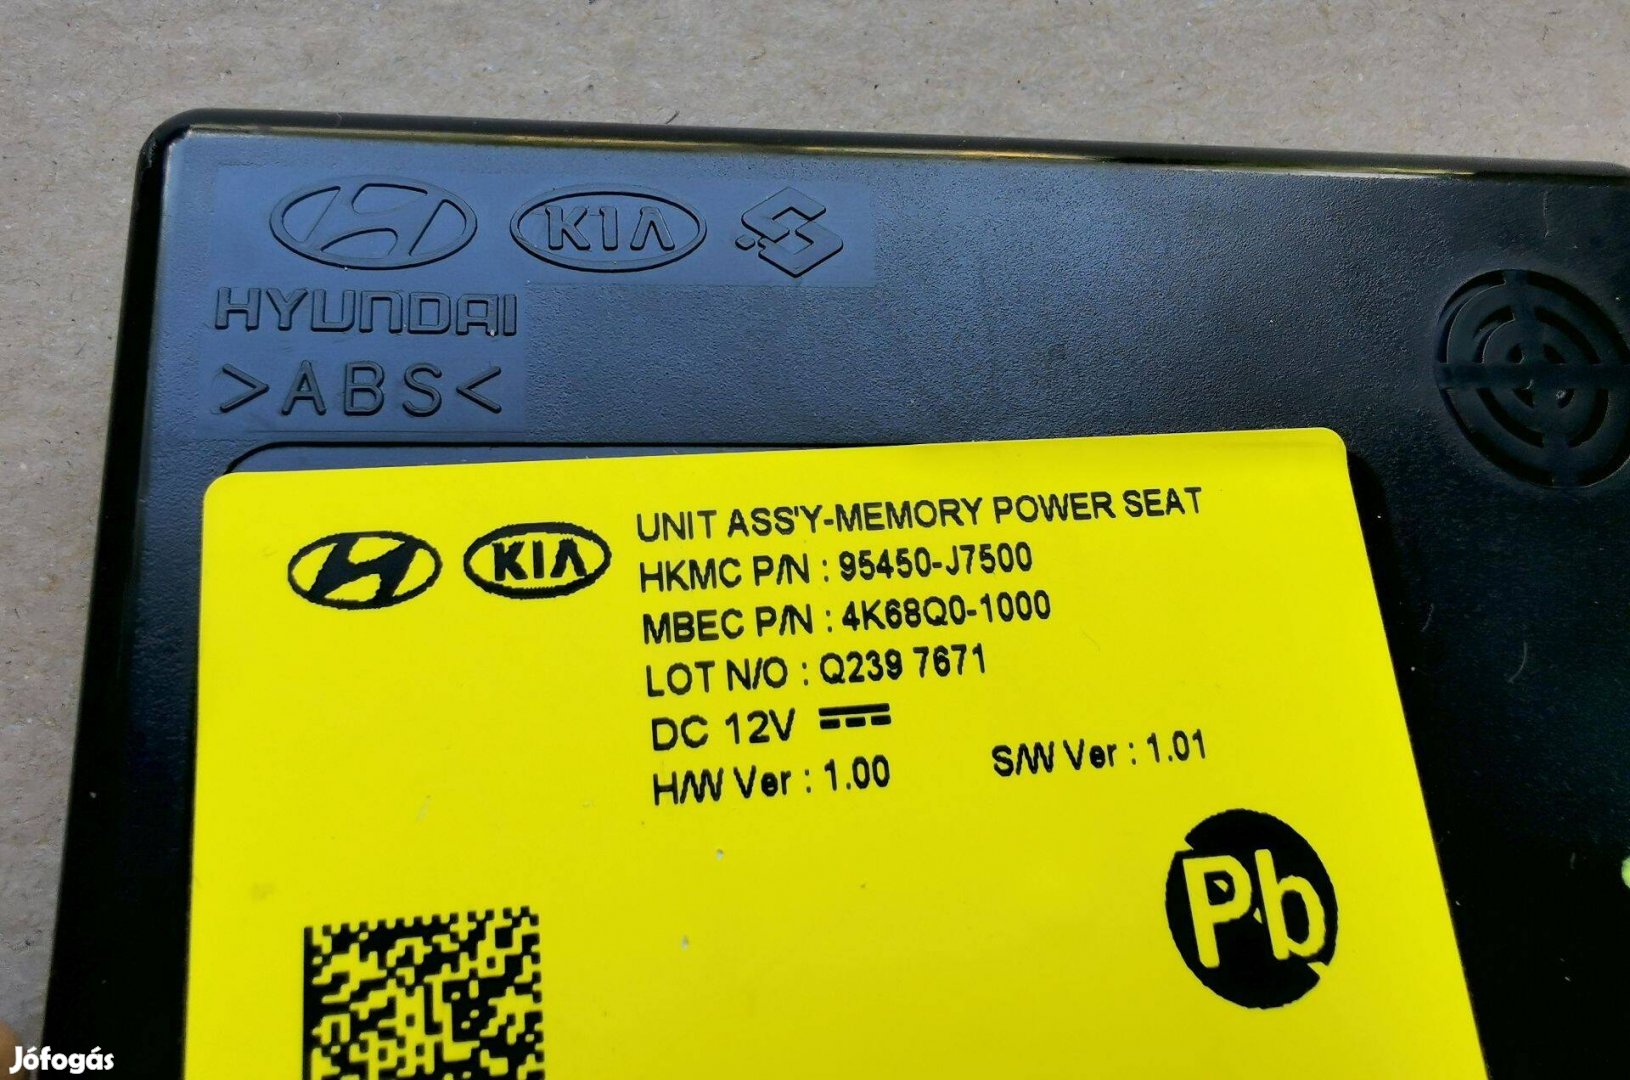 KIA
HYUNDAI
>ABS<
KIA
UNIT ASS'Y-MEMORY POWER SEAT
HKMC P/N : 95450-J7500
MBEC P/N : 4K68Q0-1000
LOT N/O : Q239 7671
DC 12V
H/W Ver : 1.00 S/W Ver : 1.01
Pb
Jófogás